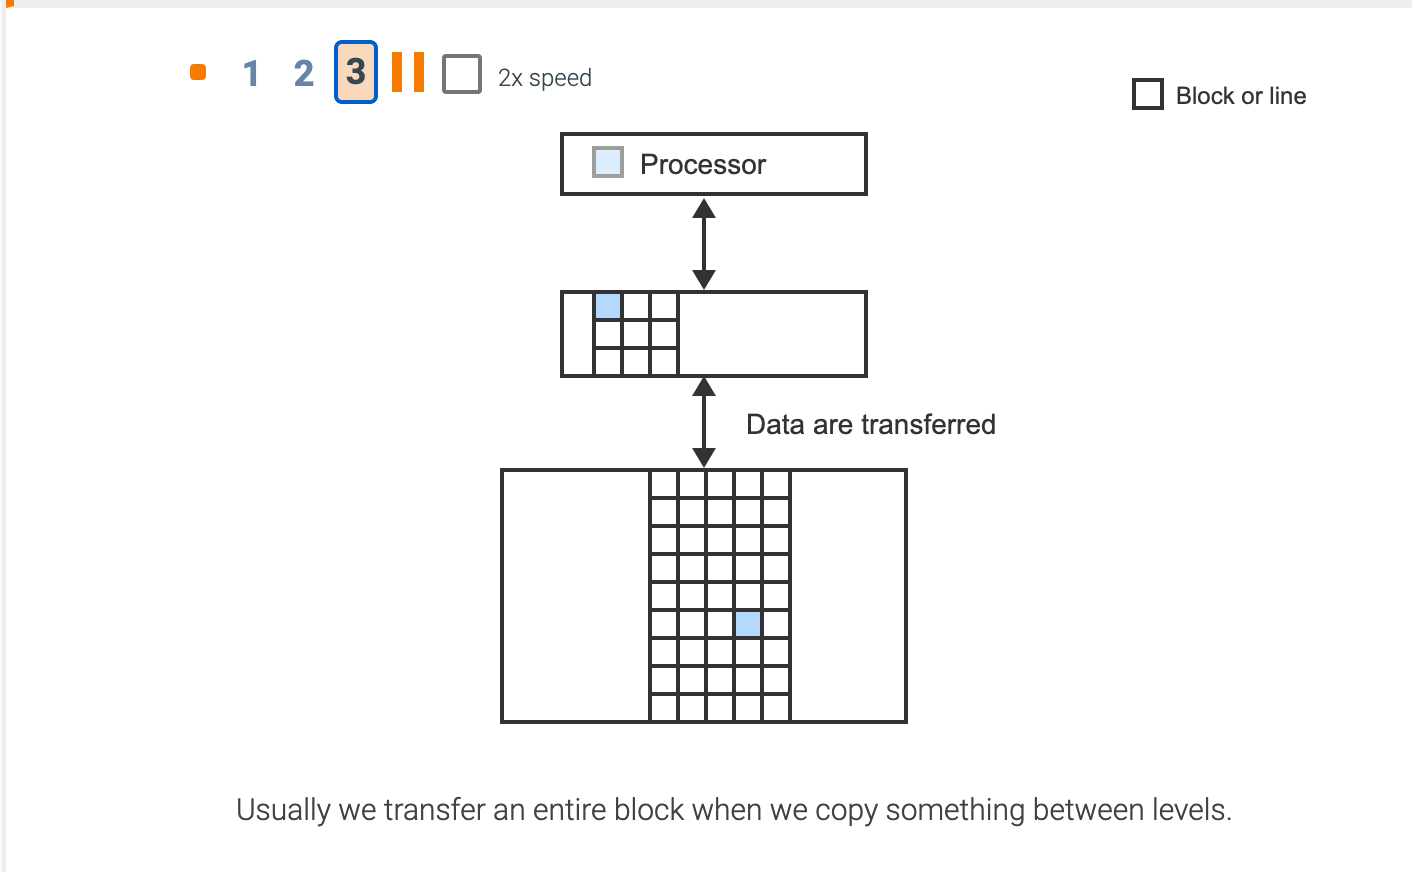 1 2 3 2x speed
Block or line
Processor
Data are transferred
Usually we transfer an entire block when we copy something between levels.